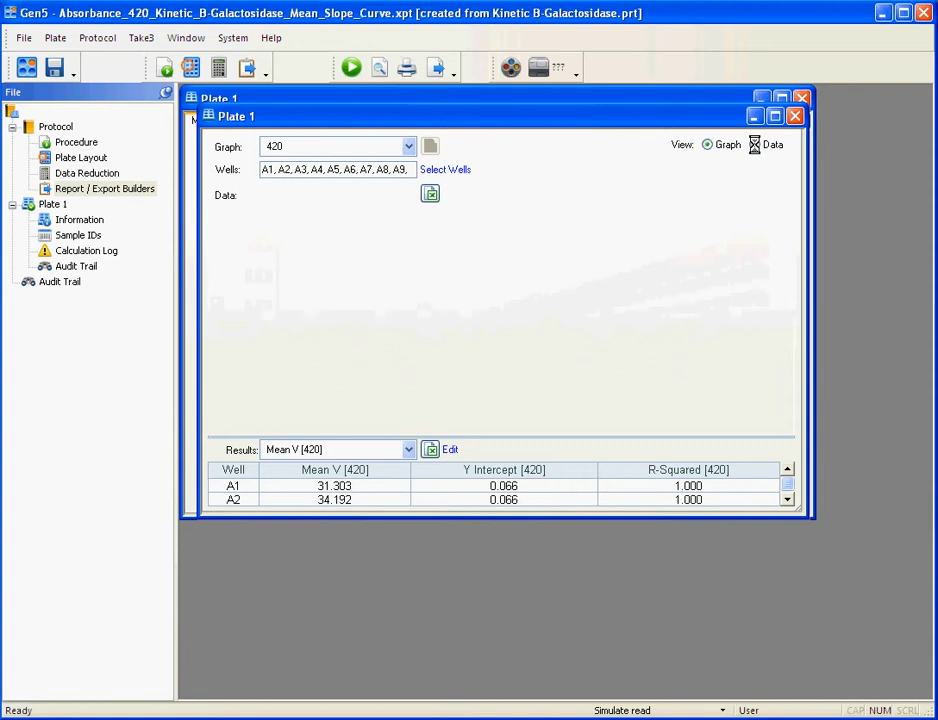 Gen5 - Absorbance_420_Kinetic_B-Galactosidase_Mean_Slope_Curve.xpt [created from Kinetic B-Galactosidase.prt]
File Plate Protocol Take3 Window System Help
???
File
Protocol
Procedure
Plate Layout
Data Reduction
Report / Export Builders
Plate 1
Information
Sample IDs
Calculation Log
Audit Trail
Audit Trail
Plate 1
Plate 1
Graph: 420
View: Graph Data
Wells: A1, A2, A3, A4, A5, A6, A7, A8, A9, Select Wells
Data:
Results: Mean V [420] Edit
Well Mean V [420] Y Intercept [420] R-Squared [420]
A1 31.303 0.066 1.000
A2 34.192 0.066 1.000
Ready Simulate read User CAP NUM SCRL